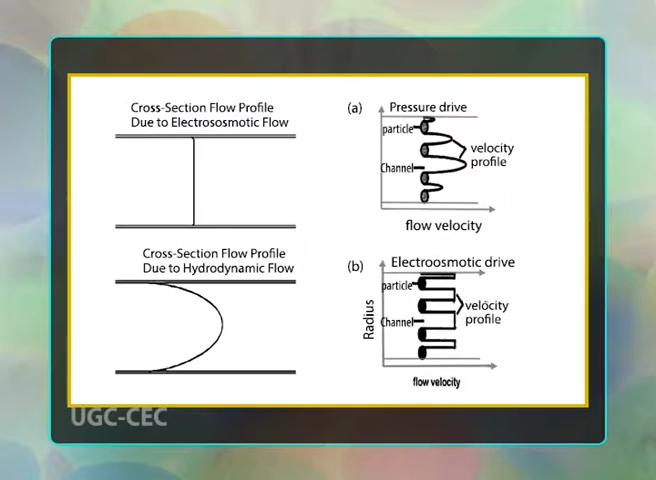 Cross-Section Flow Profile
Due to Electrososmotic Flow
Cross-Section Flow Profile
Due to Hydrodynamic Flow
(a) Pressure drive
particle
velocity
profile
Channel
flow velocity
(b) Electroosmotic drive
particle
velocity
profile
Channel
Radius
flow velocity
UGC-CEC